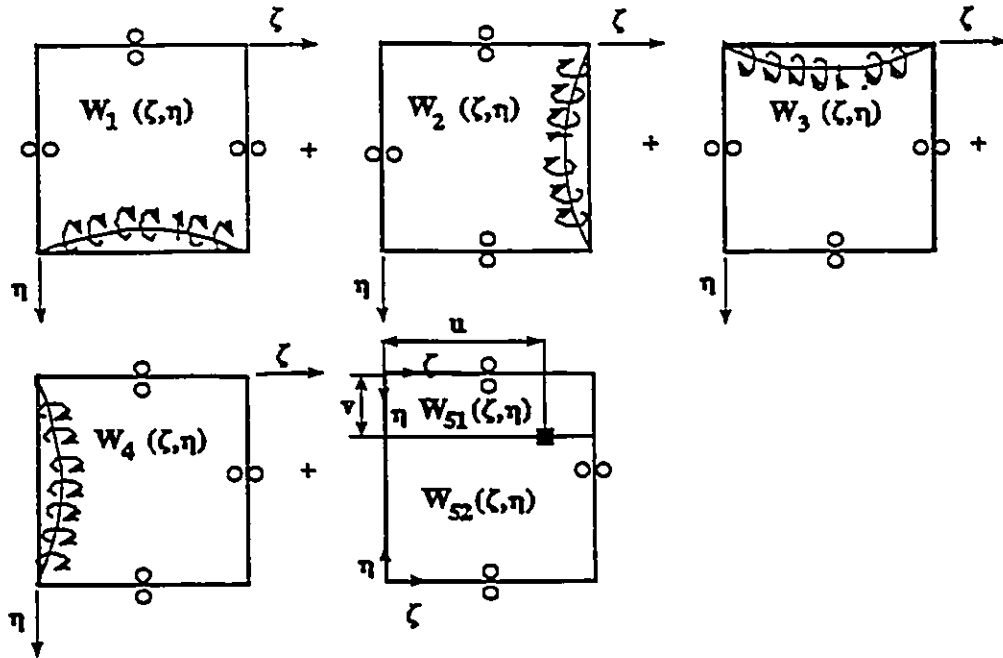 ζ ζ ζ
W₁ (ζ,η) + W₂ (ζ,η) + W₃ (ζ,η) +
η η η
u
ζ ζ
v η W₅₁(ζ,η)
W₄ (ζ,η) +
W₅₂(ζ,η)
η
η ζ